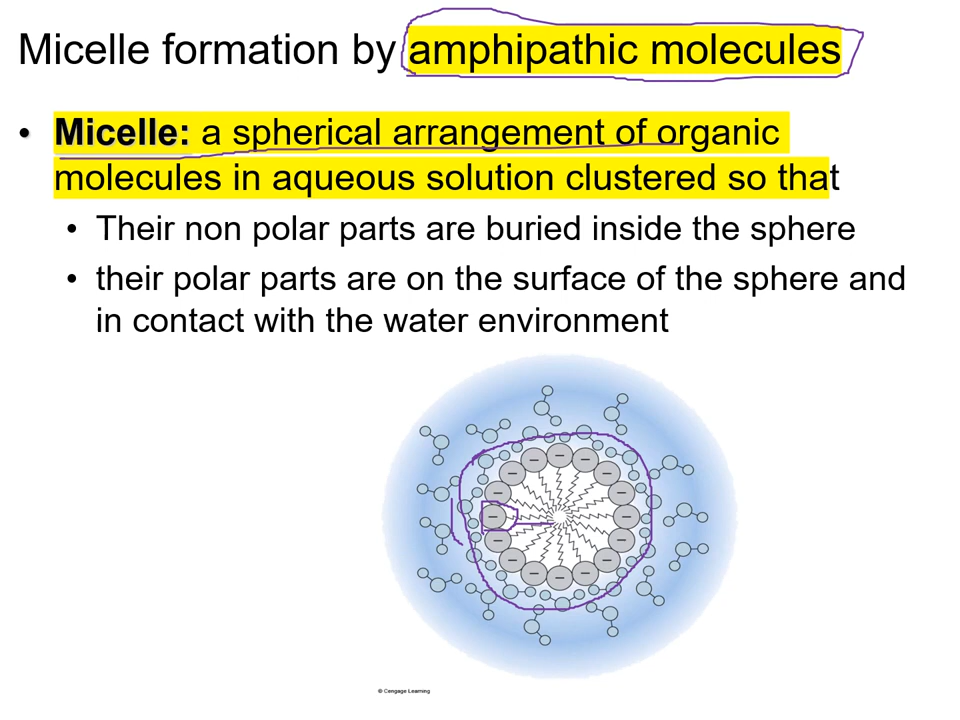 Micelle formation by amphipathic molecules
• Micelle: a spherical arrangement of organic
molecules in aqueous solution clustered so that
• Their non polar parts are buried inside the sphere
• their polar parts are on the surface of the sphere and
in contact with the water environment
© Cengage Learning